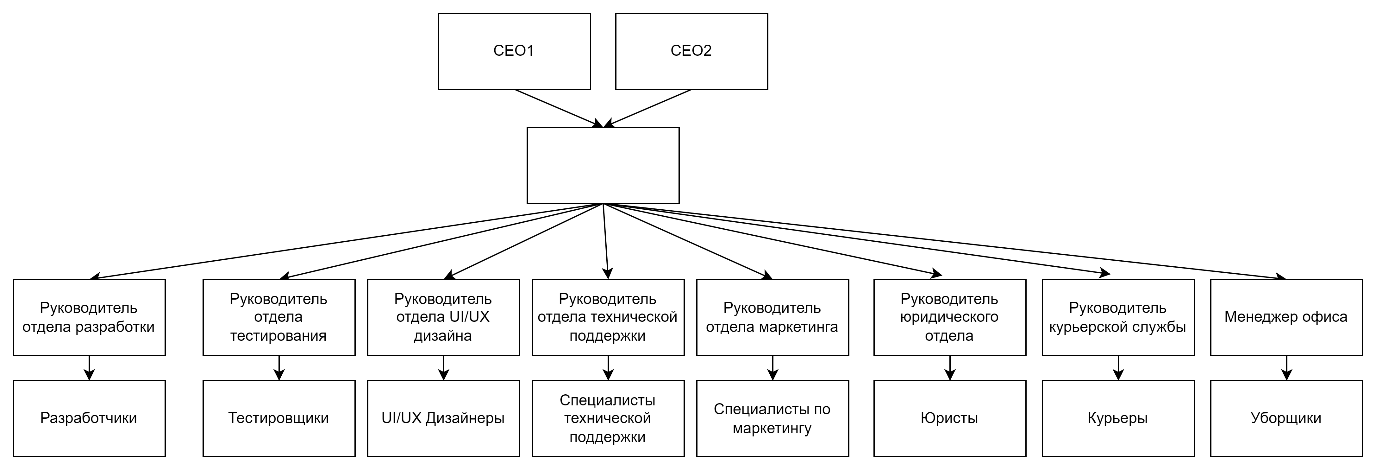 CEO1
CEO2
Руководитель
отдела разработки
Руководитель
отдела
тестирования
Руководитель
отдела UI/UX
дизайна
Руководитель
отдела технической
поддержки
Руководитель
отдела маркетинга
Руководитель
юридического
отдела
Руководитель
курьерской службы
Менеджер офиса
Разработчики
Тестировщики
UI/UX Дизайнеры
Специалисты
технической
поддержки
Специалисты по
маркетингу
Юристы
Курьеры
Уборщики